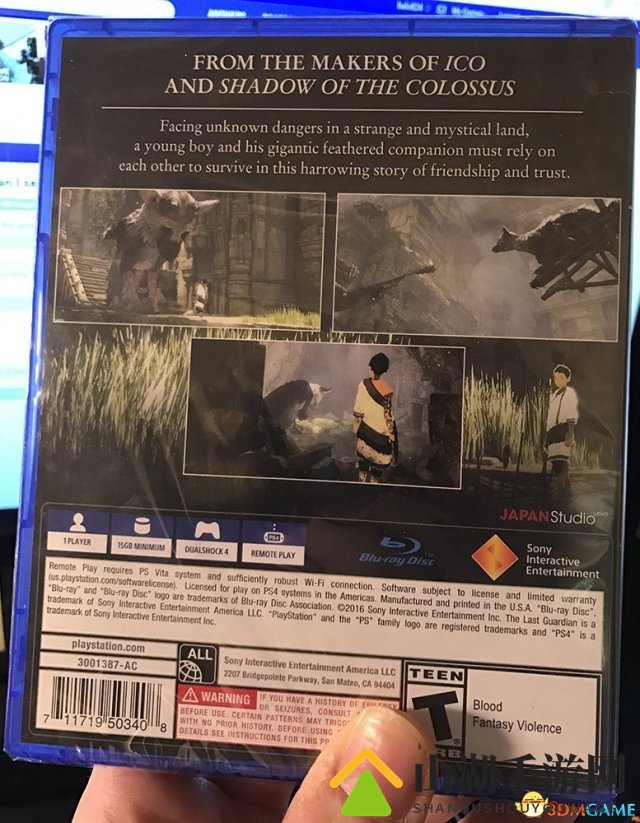 FROM THE MAKERS OF ICO
AND SHADOW OF THE COLOSSUS
Facing unknown dangers in a strange and mystical land,
a young boy and his gigantic feathered companion must rely on
each other to survive in this harrowing story of friendship and trust.
JAPANStudio
1 PLAYER
15GB MINIMUM
DUALSHOCK 4
PS4
REMOTE PLAY
Blu-ray Disc
Sony
Interactive
Entertainment
Remote Play requires PS Vita system and sufficiently robust Wi-Fi connection. Software subject to license and limited warranty
(us.playstation.com/softwarelicense). Licensed for play on PS4 systems in the Americas. Manufactured and printed in the U.S.A. "Blu-ray Disc",
"Blu-ray" and "Blu-ray Disc" logo are trademarks of Blu-ray Disc Association. ©2016 Sony Interactive Entertainment Inc. The Last Guardian is a
trademark of Sony Interactive Entertainment America LLC. "PlayStation" and the "PS" family logo are registered trademarks and "PS4" is a
trademark of Sony Interactive Entertainment Inc.
playstation.com
3001387-AC
7 11719 50340 8
ALL
Sony Interactive Entertainment America LLC
2207 Bridgepointe Parkway, San Mateo, CA 94404
WARNING
IF YOU HAVE A HISTORY OF EPILEPSY
OR SEIZURES, CONSULT
BEFORE USE. CERTAIN PATTERNS MAY
WITH NO PRIOR HISTORY. BEFORE USING
DETAILS SEE INSTRUCTIONS FOR THIS
TEEN
T
Blood
Fantasy Violence
山湖手游网
3DMGAME